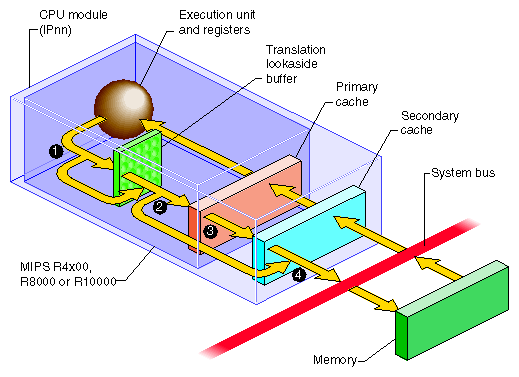 CPU module
(IPnn)
Execution unit
and registers
Translation
lookaside
buffer
Primary
cache
Secondary
cache
System bus
1
2
3
4
MIPS R4x00,
R8000 or R10000
Memory